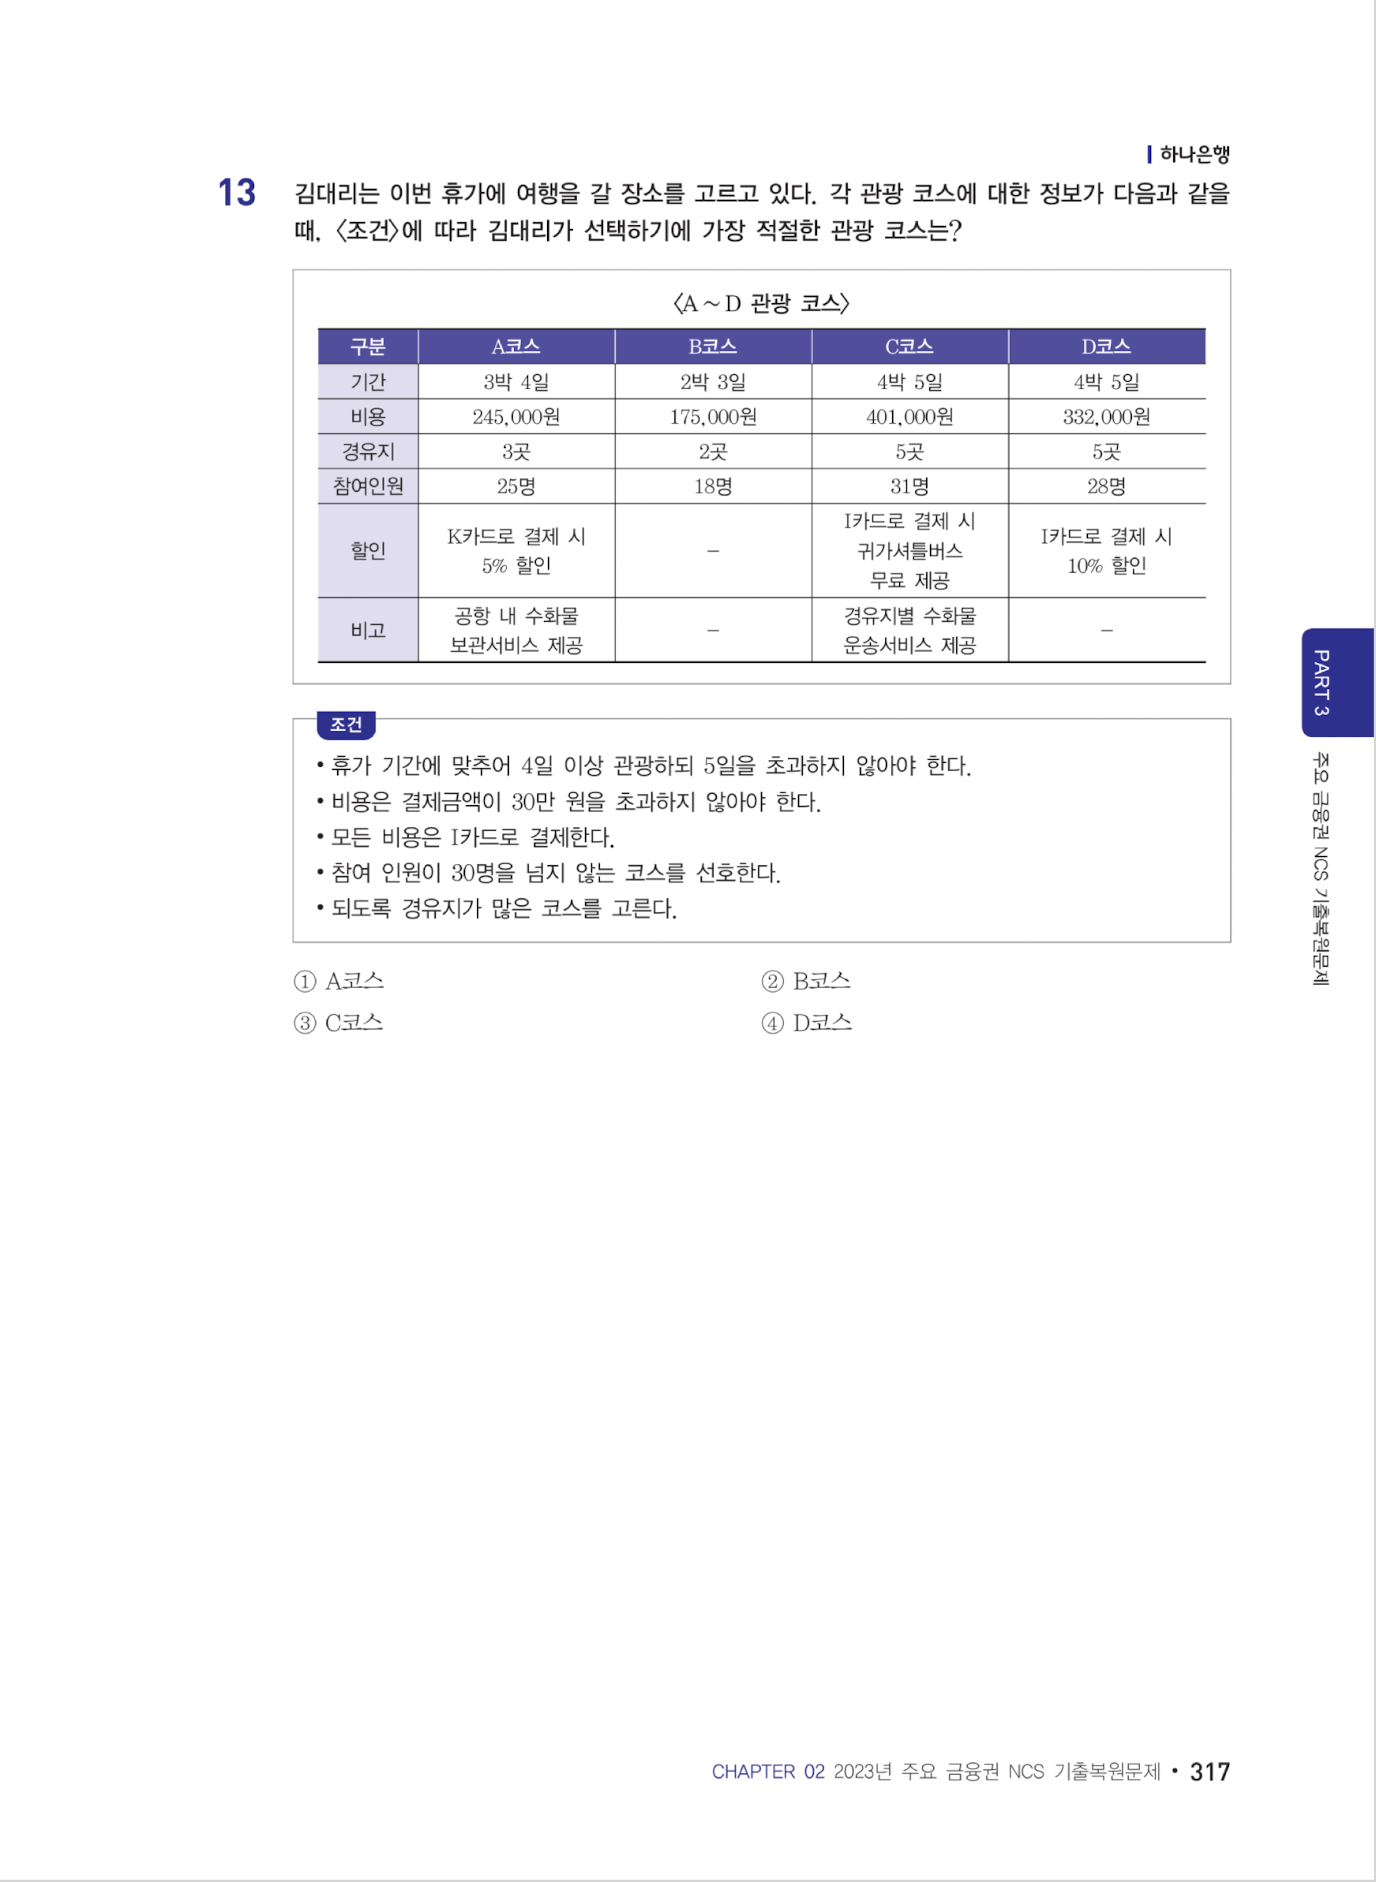 하나은행
13 김대리는 이번 휴가에 여행을 갈 장소를 고르고 있다. 각 관광 코스에 대한 정보가 다음과 같을
때, 〈조건〉에 따라 김대리가 선택하기에 가장 적절한 관광 코스는?
〈A ~ D 관광 코스〉
구분 A코스 B코스 C코스 D코스
기간 3박 4일 2박 3일 4박 5일 4박 5일
비용 245,000원 175,000원 401,000원 332,000원
경유지 3곳 2곳 5곳 5곳
참여인원 25명 18명 31명 28명
할인 K카드로 결제 시 5% 할인 – I카드로 결제 시 귀가셔틀버스 무료 제공 I카드로 결제 시 10% 할인
비고 공항 내 수화물 보관서비스 제공 – 경유지별 수화물 운송서비스 제공 –
조건
• 휴가 기간에 맞추어 4일 이상 관광하되 5일을 초과하지 않아야 한다.
• 비용은 결제금액이 30만 원을 초과하지 않아야 한다.
• 모든 비용은 I카드로 결제한다.
• 참여 인원이 30명을 넘지 않는 코스를 선호한다.
• 되도록 경유지가 많은 코스를 고른다.
① A코스 ② B코스
③ C코스 ④ D코스
PART 3
주요 금융권 NCS 기출복원문제
CHAPTER 02 2023년 주요 금융권 NCS 기출복원문제 • 317